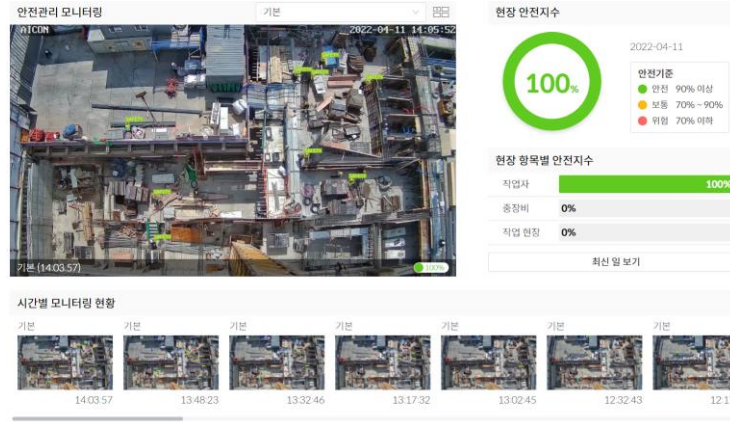 안전관리 모니터링
기본
AICON
2022-04-11 14:05:52
기본 (14:03:57)
100%
현장 안전지수
100%
2022-04-11
안전기준
안전 90% 이상
보통 70% ~ 90%
위험 70% 이하
현장 항목별 안전지수
작업자 100%
중장비 0%
작업 현장 0%
최신 일 보기
시간별 모니터링 현황
기본 기본 기본 기본 기본 기본 기본
14:03:57 13:48:23 13:32:46 13:17:32 13:02:45 12:32:43 12:1